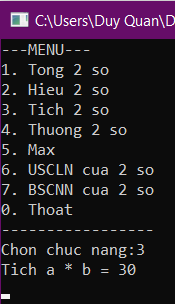 C:\Users\Duy Quan\Da
---MENU---
1. Tong 2 so
2. Hieu 2 so
3. Tich 2 so
4. Thuong 2 so
5. Max
6. USCLN cua 2 so
7. BSCNN cua 2 so
0. Thoat
-----------------
Chon chuc nang:3
Tich a * b = 30